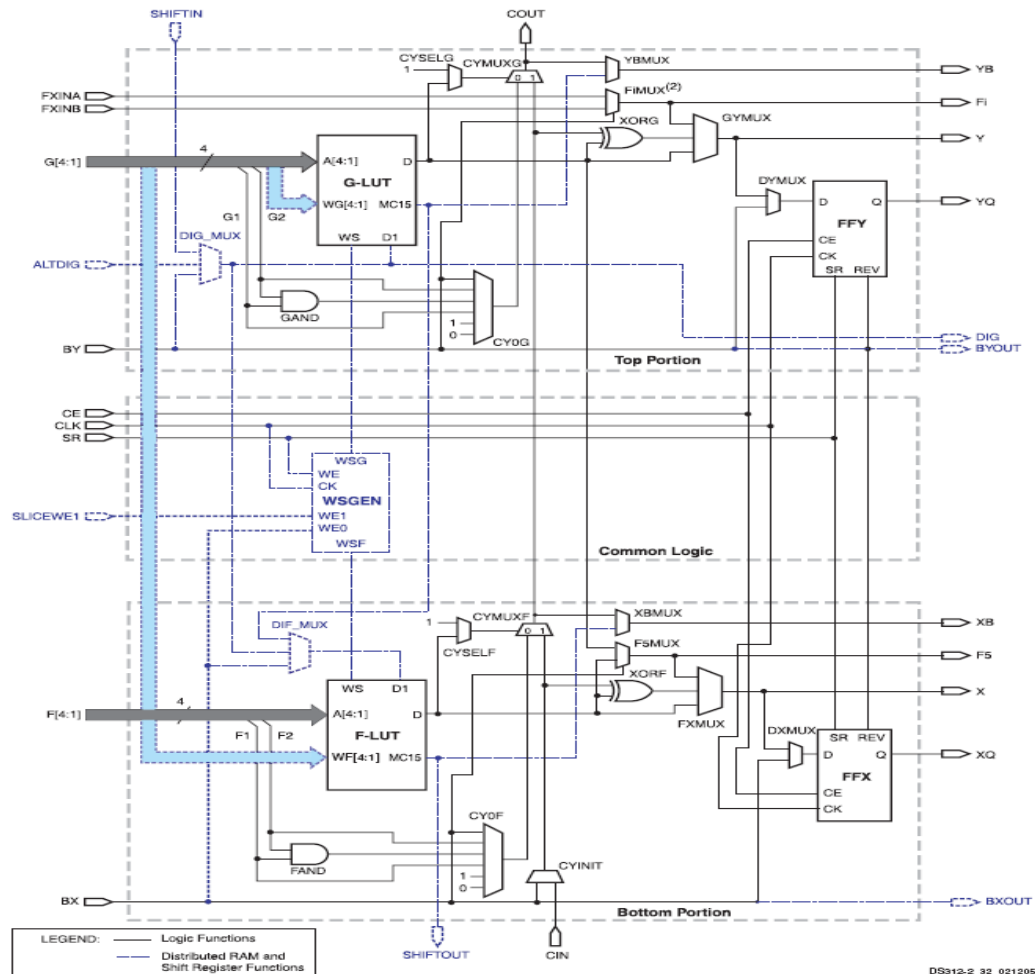 SHIFTIN
COUT
CYSELG
CYMUXG
YBMUX
1
0 1
YB
FXINA
FXINB
FiMUX(2)
Fi
XORG
GYMUX
Y
4
G[4:1]
A[4:1]
D
G-LUT
WG[4:1]
MC15
DYMUX
D
Q
YQ
FFY
G1
G2
CE
CK
SR
REV
DIG_MUX
WS
D1
ALTDIG
GAND
1
0
CY0G
DIG
BY
BYOUT
Top Portion
CE
CLK
SR
WSG
WE
CK
WSGEN
SLICEWE1
WE1
WE0
WSF
Common Logic
CYMUXF
XBMUX
1
0 1
XB
DIF_MUX
CYSELF
F5MUX
F5
WS
D1
XORF
4
F[4:1]
A[4:1]
D
X
F-LUT
FXMUX
F1
F2
WF[4:1]
MC15
DXMUX
SR
REV
D
Q
XQ
FFX
CE
CK
CY0F
FAND
1
0
CYINIT
BX
BXOUT
Bottom Portion
LEGEND:
Logic Functions
Distributed RAM and
Shift Register Functions
SHIFTOUT
CIN
DS312-2_32_021205